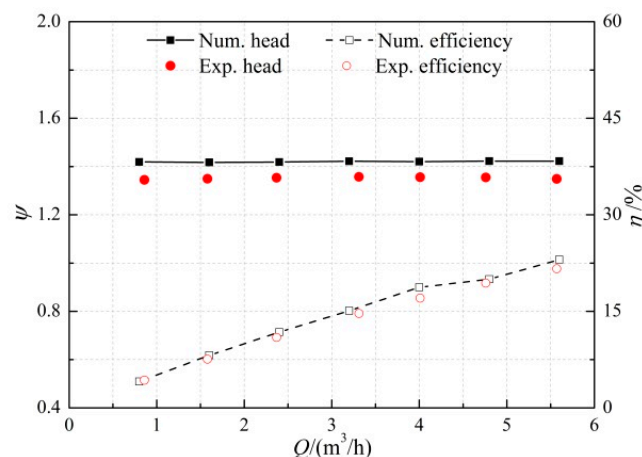 2.0 60
Num. head Num. efficiency
Exp. head Exp. efficiency
1.6 45
1.2 30
ψ η /%
0.8 15
0.4 0
0 1 2 3 4 5 6
Q/(m³/h)